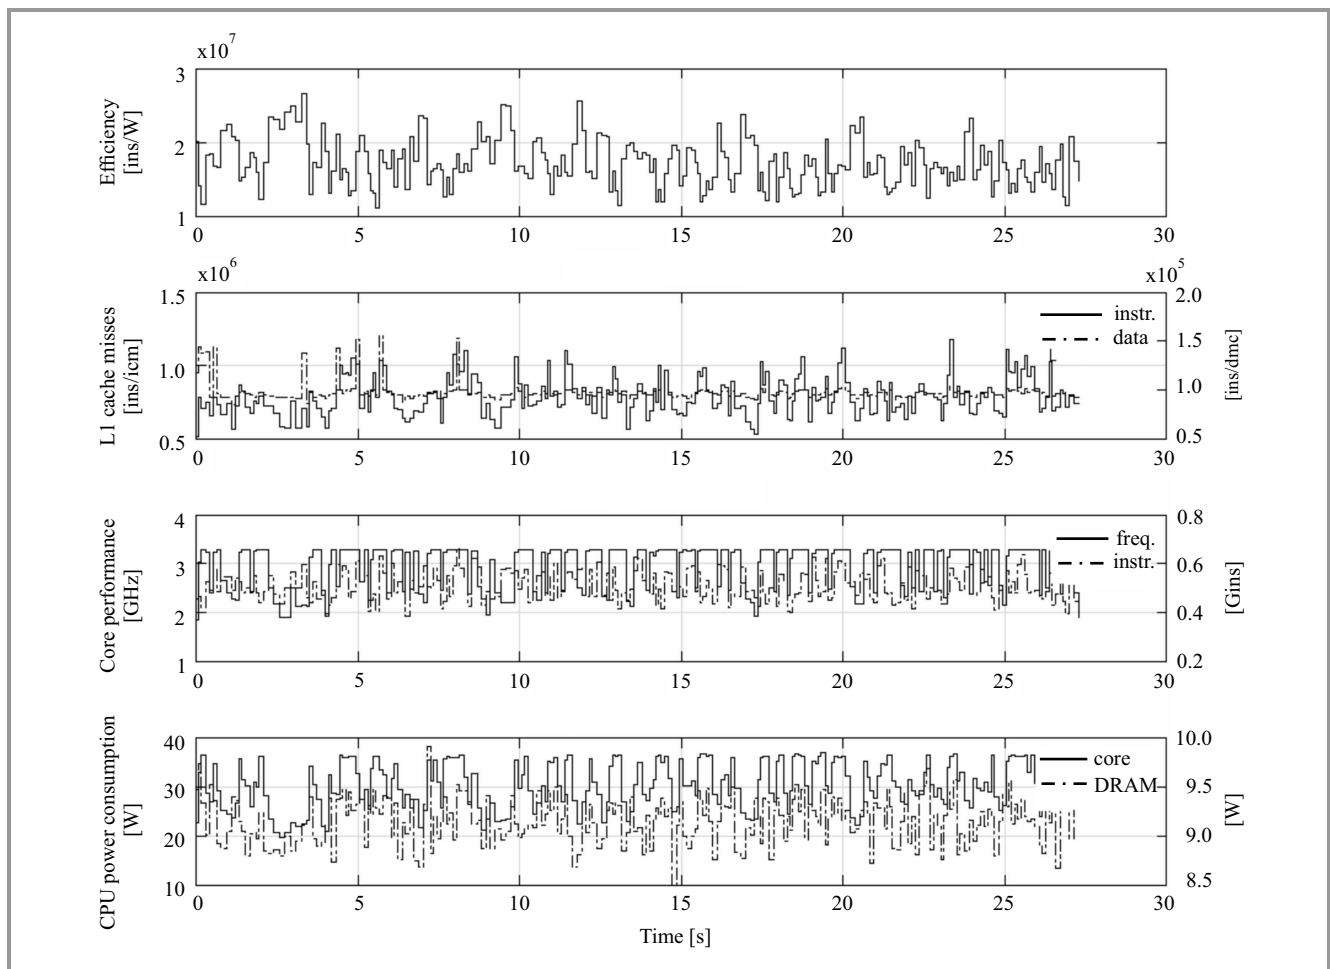 x10^7
3
2
1
Efficiency
[ins/W]
0 5 10 15 20 25 30
x10^6 x10^5
1.5
1.0
0.5
L1 cache misses
[ins/icm]
instr.
data
2.0
1.5
1.0
0.5
[ins/dmc]
0 5 10 15 20 25 30
4
3
2
1
Core performance
[GHz]
freq.
instr.
0.8
0.6
0.4
0.2
[Gins]
0 5 10 15 20 25 30
40
30
20
10
CPU power consumption
[W]
core
DRAM
10.0
9.5
9.0
8.5
[W]
0 5 10 15 20 25 30
Time [s]